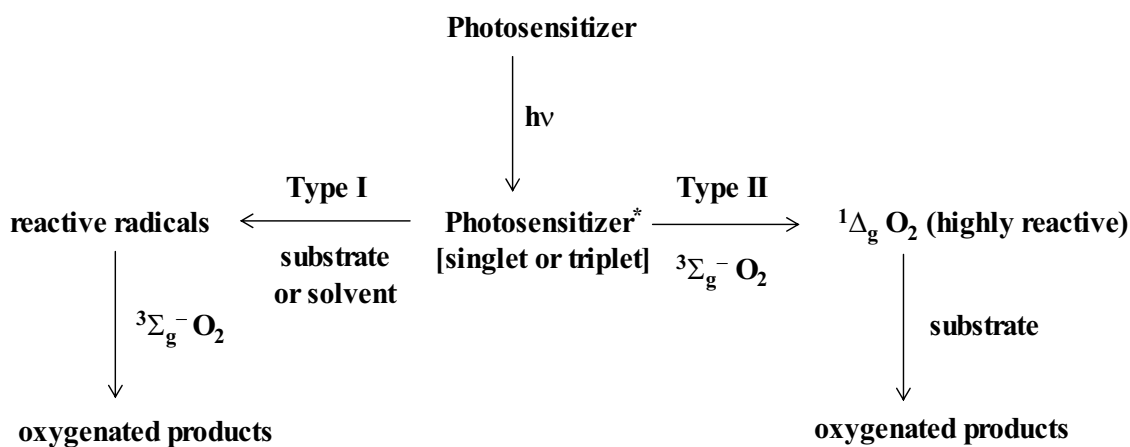 Photosensitizer
hν
Type I
Type II
reactive radicals
Photosensitizer*
¹Δg O₂ (highly reactive)
[singlet or triplet]
substrate
or solvent
³Σg⁻ O₂
³Σg⁻ O₂
substrate
oxygenated products
oxygenated products